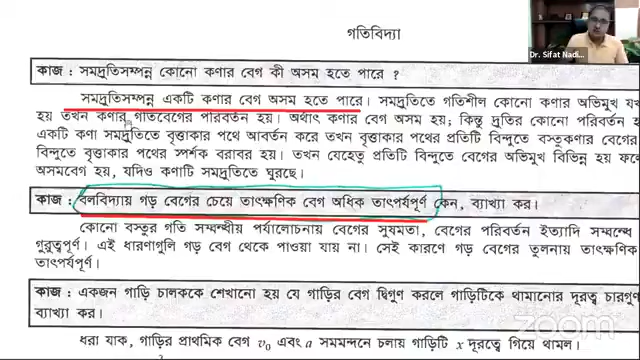 গতিবিদ্যা
Dr. Sifat Nadi...
কাজ : সমদ্রুতিসম্পন্ন কোনো কণার বেগ কী অসম হতে পারে ?
সমদ্রুতিসম্পন্ন একটি কণার বেগ অসম হতে পারে। সমদ্রুতিতে গতিশীল কোনো কণার অভিমুখ য
হয় তখন কণার গতিবেগের পরিবর্তন হয়। অর্থাৎ কণার বেগ অসম হয়; কিন্তু দ্রুতির কোনো পরিবর্তন হ
একটি কণা সমদ্রুতিতে বৃত্তাকার পথে আবর্তন করে তখন বৃত্তাকার পথের প্রতিটি বিন্দুতে বস্তুকণার বেগের
বিন্দুতে বৃত্তাকার পথের স্পর্শক বরাবর হয়। তখন যেহেতু প্রতিটি বিন্দুতে বেগের অভিমুখ বিভিন্ন হয় ফলে
অসমবেগ হয়, যদিও কণাটি সমদ্রুতিতে ঘুরছে।
কাজ : বলবিদ্যায় গড় বেগের চেয়ে তাৎক্ষণিক বেগ অধিক তাৎপর্যপূর্ণ কেন, ব্যাখ্যা কর।
কোনো বস্তুর গতি সম্বন্ধীয় পর্যালোচনায় বেগের সুষমতা, বেগের পরিবর্তন ইত্যাদি সম্বন্ধে
গুরুত্বপূর্ণ। এই ধারণাগুলি গড় বেগ থেকে পাওয়া যায় না। সেই কারণে গড় বেগের তুলনায় তাৎক্ষণিক
তাৎপর্যপূর্ণ।
কাজ : একজন গাড়ি চালককে শেখানো হয় যে গাড়ির বেগ দ্বিগুণ করলে গাড়িটিকে থামানোর দূরত্ব চারগুণ
ব্যাখ্যা কর।
ধরা যাক, গাড়ির প্রাথমিক বেগ v₀ এবং a সমমন্দনে চলায় গাড়িটি x দূরত্বে গিয়ে থামল।
zoom